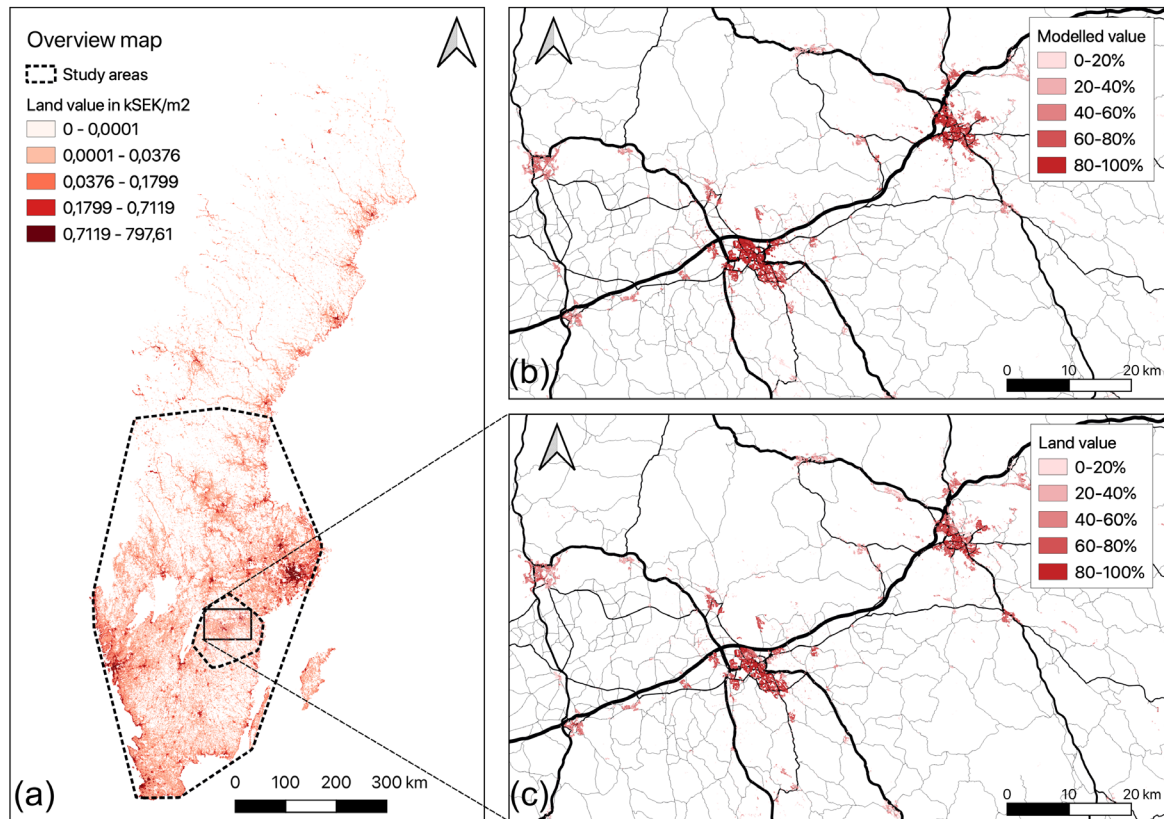 Overview map
Study areas
Land value in kSEK/m2
0 - 0,0001
0,0001 - 0,0376
0,0376 - 0,1799
0,1799 - 0,7119
0,7119 - 797,61
0 100 200 300 km
(a)
Modelled value
0-20%
20-40%
40-60%
60-80%
80-100%
0 10 20 km
(b)
Land value
0-20%
20-40%
40-60%
60-80%
80-100%
0 10 20 km
(c)